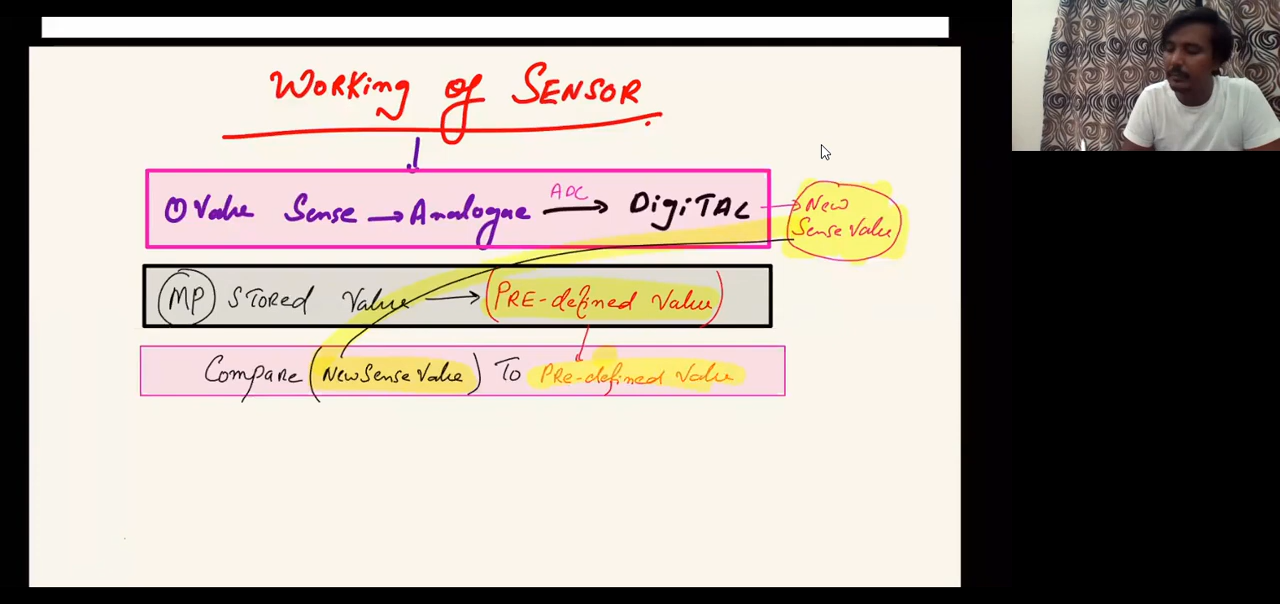 Working of SENSOR
① Value Sense → Analogue ADC → DigiTAL → New
Sense Value
MP STored Value → (PRE-defined Value)
Compare (New Sense Value) To PRe-defined Value